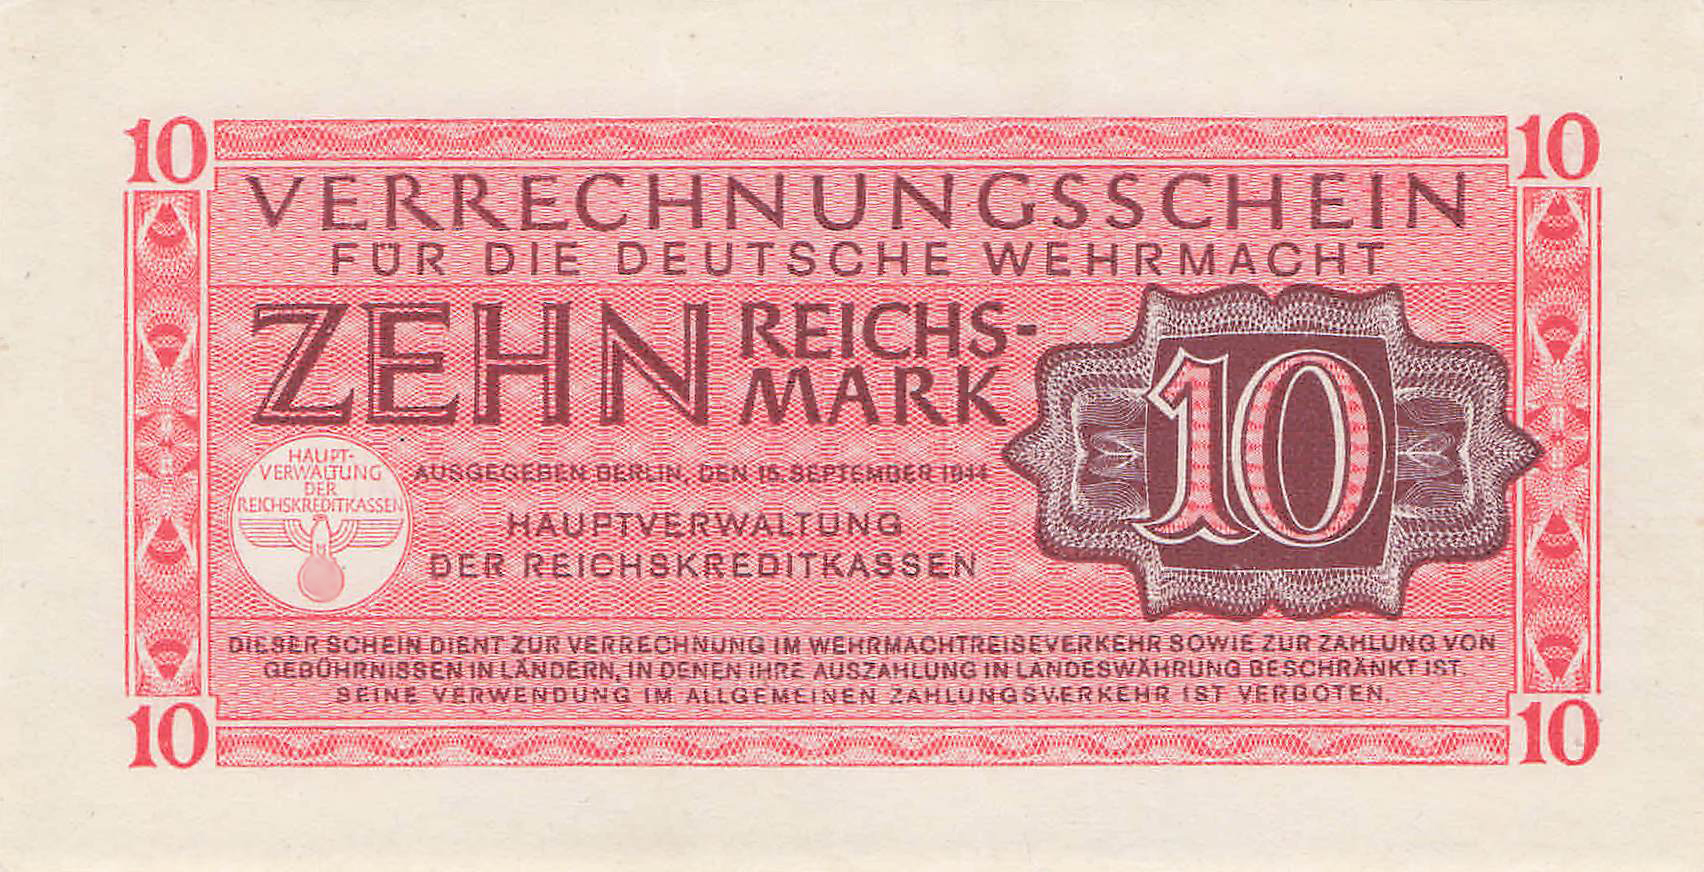 10
10
VERRECHNUNGSSCHEIN
FÜR DIE DEUTSCHE WEHRMACHT
ZEHN REICHS-
MARK
10
HAUPT-
VERWALTUNG
DER
REICHSKREDITKASSEN
AUSGEGEBEN BERLIN, DEN 15. SEPTEMBER 1944
HAUPTVERWALTUNG
DER REICHSKREDITKASSEN
DIESER SCHEIN DIENT ZUR VERRECHNUNG IM WEHRMACHTREISEVERKEHR SOWIE ZUR ZAHLUNG VON
GEBÜHRNISSEN IN LÄNDERN, IN DENEN IHRE AUSZAHLUNG IN LANDESWÄHRUNG BESCHRÄNKT IST.
SEINE VERWENDUNG IM ALLGEMEINEN ZAHLUNGSVERKEHR IST VERBOTEN.
10
10